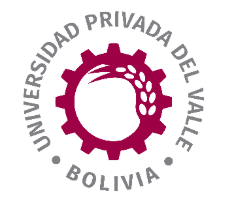 UNIVERSIDAD PRIVADA DEL VALLE
• BOLIVIA •